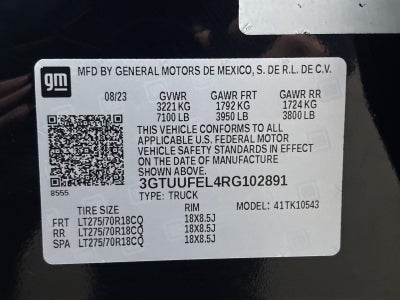 gm MFD BY GENERAL MOTORS DE MEXICO, S. DE R.L. DE C.V.
08/23 GVWR GAWR FRT GAWR RR
3221 KG 1792 KG 1724 KG
7100 LB 3950 LB 3800 LB
THIS VEHICLE CONFORMS TO ALL
APPLICABLE U.S. FEDERAL MOTOR
VEHICLE SAFETY STANDARDS
IN EFFECT ON THE DATE OF
MANUFACTURE SHOWN ABOVE.
3GTUUFEL4RG102891
8555 TYPE: TRUCK
TIRE SIZE RIM MODEL: 41TK10543
FRT LT275/70R18CQ 18X8.5J
RR LT275/70R18CQ 18X8.5J
SPA LT275/70R18CQ 18X8.5J